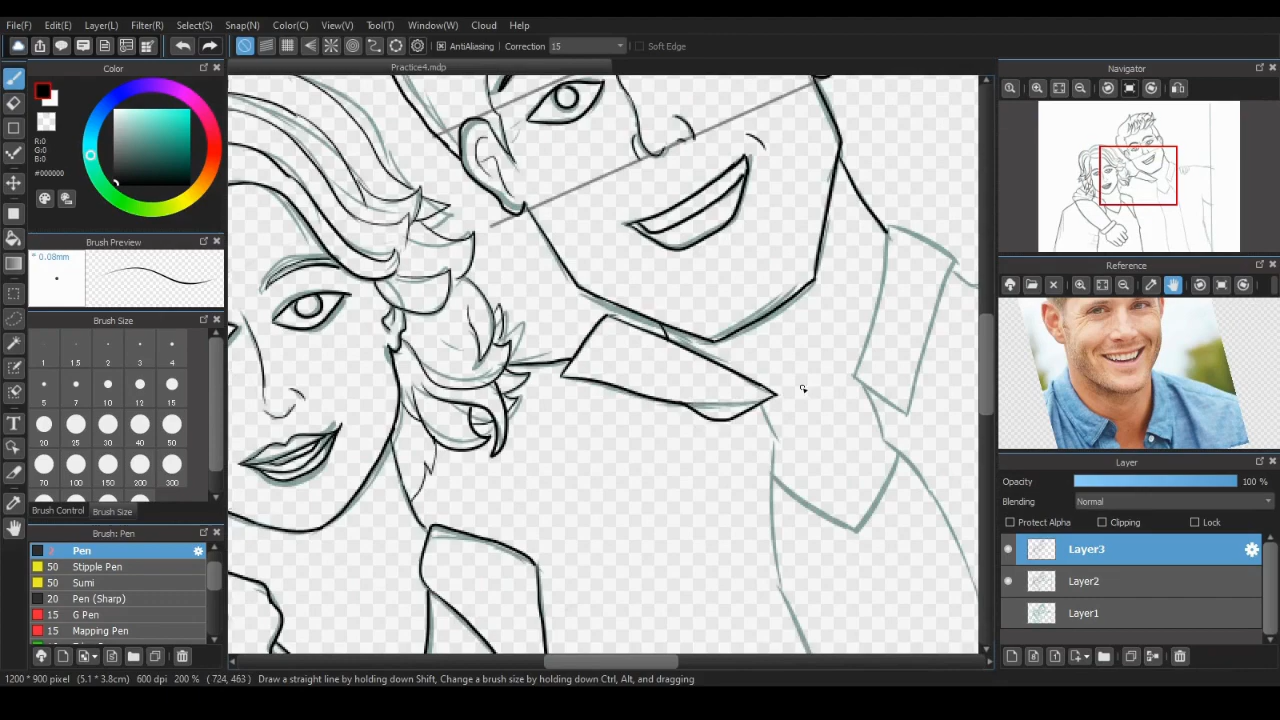 File(F) Edit(E) Layer(L) Filter(R) Select(S) Snap(N) Color(C) View(V) Tool(T) Window(W) Cloud Help
AntiAliasing Correction 15 Soft Edge
Color
Practice4.mdp
Navigator
R:0
G:0
B:0
#000000
Brush Preview
* 0.08mm
Reference
Brush Size
1 1.5 2 3 4
5 7 10 12 15
20 25 30 40 50
70 100 150 200 300
Brush Control Brush Size
Brush: Pen
Pen
50 Stipple Pen
50 Sumi
20 Pen (Sharp)
15 G Pen
15 Mapping Pen
Layer
Opacity 100 %
Blending Normal
Protect Alpha Clipping Lock
Layer3
Layer2
Layer1
1200 * 900 pixel (5.1 * 3.8cm) 600 dpi 200 % ( 724, 463 ) Draw a straight line by holding down Shift, Change a brush size by holding down Ctrl, Alt, and dragging